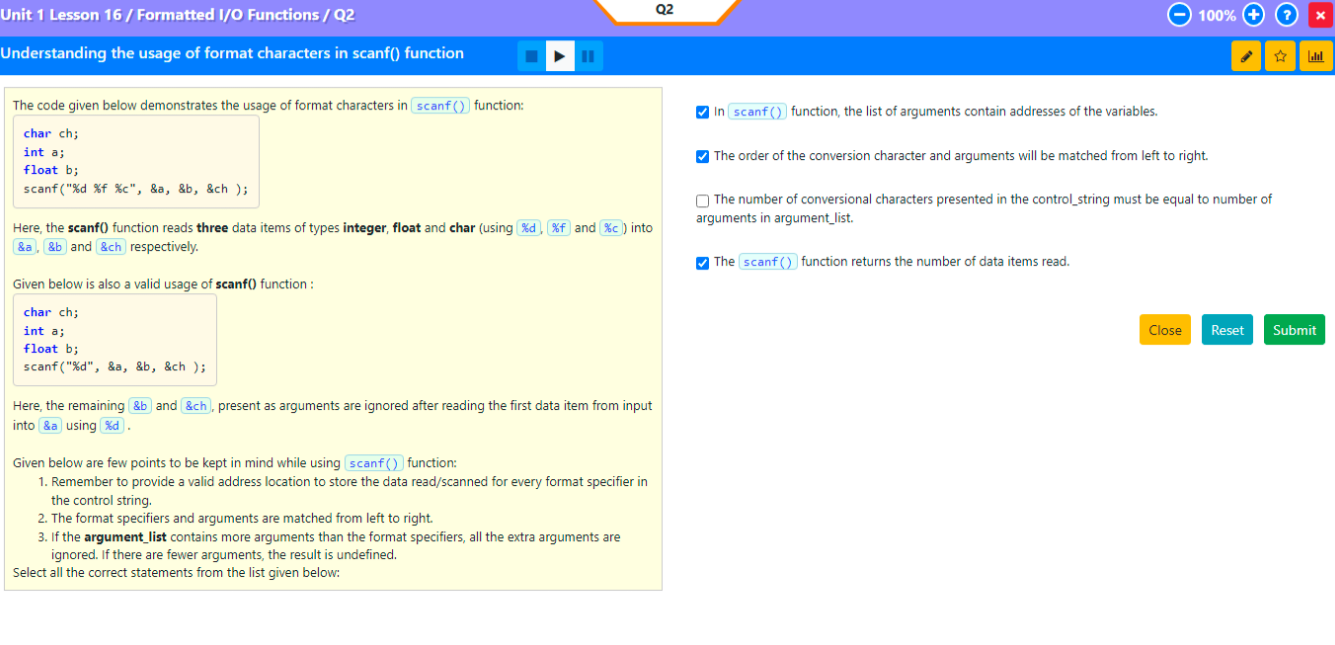 Unit 1 Lesson 16 / Formatted I/O Functions / Q2
Q2
100%
?
Understanding the usage of format characters in scanf() function
The code given below demonstrates the usage of format characters in scanf() function:
char ch;
int a;
float b;
scanf("%d %f %c", &a, &b, &ch );
Here, the scanf() function reads three data items of types integer, float and char (using %d, %f and %c) into
&a, &b and &ch respectively.
Given below is also a valid usage of scanf() function :
char ch;
int a;
float b;
scanf("%d", &a, &b, &ch );
Here, the remaining &b and &ch, present as arguments are ignored after reading the first data item from input
into &a using %d .
Given below are few points to be kept in mind while using scanf() function:
1. Remember to provide a valid address location to store the data read/scanned for every format specifier in
the control string.
2. The format specifiers and arguments are matched from left to right.
3. If the argument_list contains more arguments than the format specifiers, all the extra arguments are
ignored. If there are fewer arguments, the result is undefined.
Select all the correct statements from the list given below:
In scanf() function, the list of arguments contain addresses of the variables.
The order of the conversion character and arguments will be matched from left to right.
The number of conversional characters presented in the control_string must be equal to number of
arguments in argument_list.
The scanf() function returns the number of data items read.
Close Reset Submit